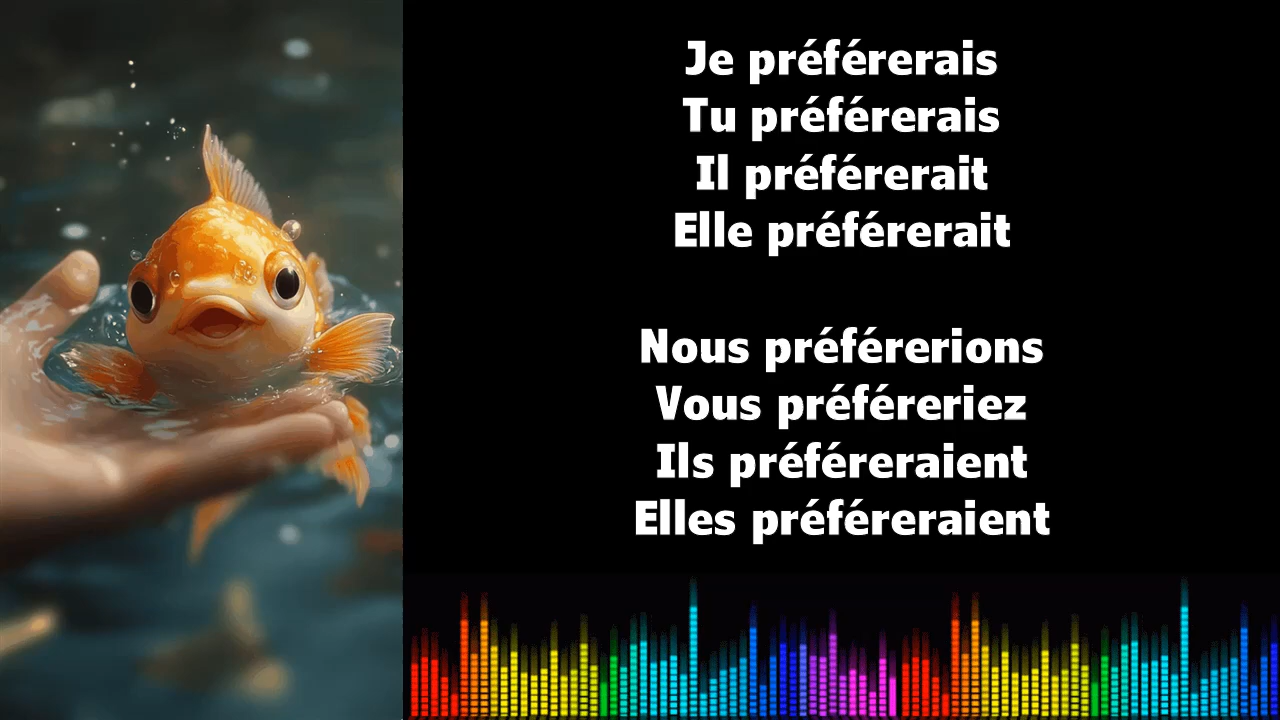 Je préférerais
Tu préférerais
Il préférerait
Elle préférerait
Nous préférerions
Vous préféreriez
Ils préféreraient
Elles préféreraient